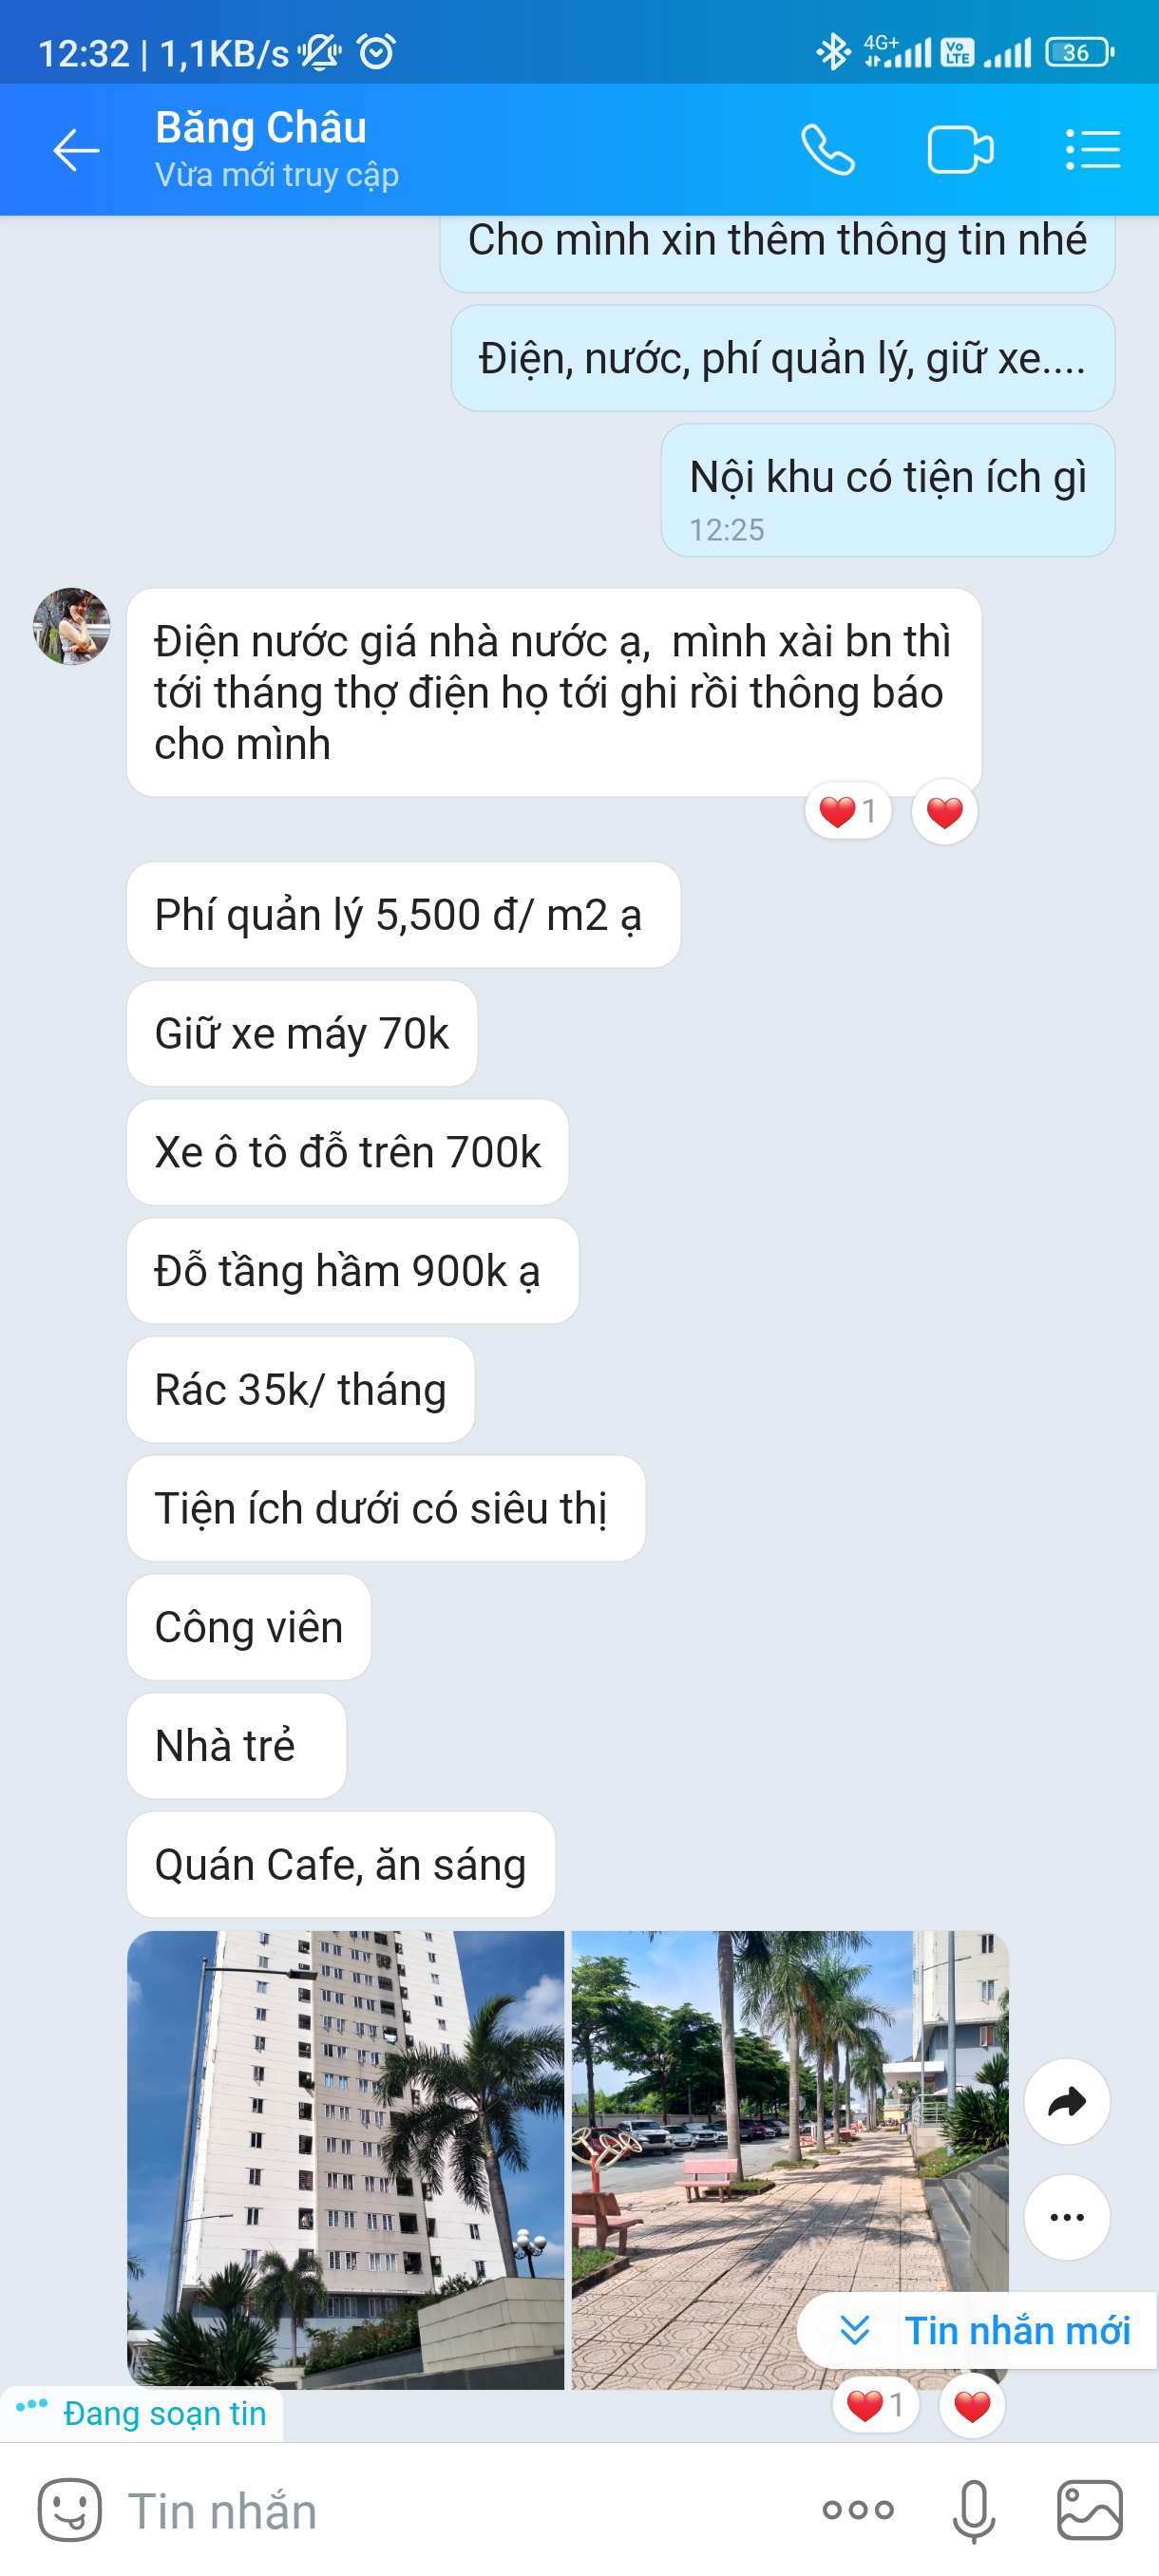 12:32 | 1,1KB/s
4G+
Vo
LTE
36
Băng Châu
Vừa mới truy cập
Cho mình xin thêm thông tin nhé
Điện, nước, phí quản lý, giữ xe....
Nội khu có tiện ích gì
12:25
Điện nước giá nhà nước ạ,  mình xài bn thì
tới tháng thợ điện họ tới ghi rồi thông báo
cho mình
1
Phí quản lý 5,500 đ/ m2 ạ
Giữ xe máy 70k
Xe ô tô đỗ trên 700k
Đỗ tầng hầm 900k ạ
Rác 35k/ tháng
Tiện ích dưới có siêu thị
Công viên
Nhà trẻ
Quán Cafe, ăn sáng
Tin nhắn mới
1
Đang soạn tin
Tin nhắn